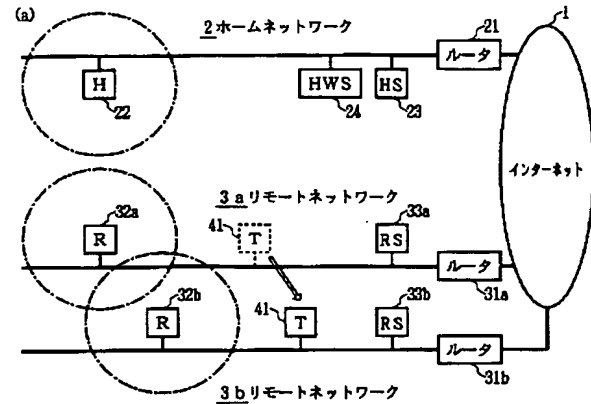 (a)
2 ホームネットワーク
21
1
ルータ
H
HWS
HS
22
24
23
インターネット
3a リモートネットワーク
32a
33a
41
R
T
RS
ルータ
31a
32b
33b
41
R
T
RS
ルータ
31b
3b リモートネットワーク